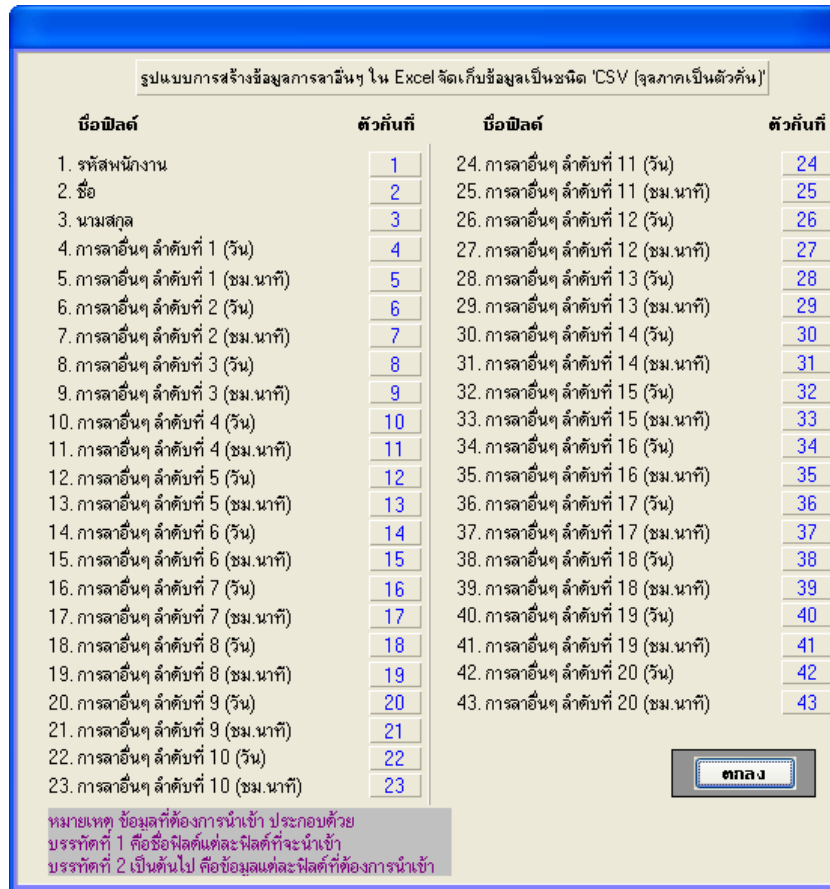 รูปแบบการสร้างข้อมูลการลาอื่นๆ ใน Excel จัดเก็บข้อมูลเป็นชนิด 'CSV (จุลภาคเป็นตัวคั่น)'
ชื่อฟิลด์ ตัวคั่นที่
1. รหัสพนักงาน 1
2. ชื่อ 2
3. นามสกุล 3
4. การลาอื่นๆ ลำดับที่ 1 (วัน) 4
5. การลาอื่นๆ ลำดับที่ 1 (ชม.นาที) 5
6. การลาอื่นๆ ลำดับที่ 2 (วัน) 6
7. การลาอื่นๆ ลำดับที่ 2 (ชม.นาที) 7
8. การลาอื่นๆ ลำดับที่ 3 (วัน) 8
9. การลาอื่นๆ ลำดับที่ 3 (ชม.นาที) 9
10. การลาอื่นๆ ลำดับที่ 4 (วัน) 10
11. การลาอื่นๆ ลำดับที่ 4 (ชม.นาที) 11
12. การลาอื่นๆ ลำดับที่ 5 (วัน) 12
13. การลาอื่นๆ ลำดับที่ 5 (ชม.นาที) 13
14. การลาอื่นๆ ลำดับที่ 6 (วัน) 14
15. การลาอื่นๆ ลำดับที่ 6 (ชม.นาที) 15
16. การลาอื่นๆ ลำดับที่ 7 (วัน) 16
17. การลาอื่นๆ ลำดับที่ 7 (ชม.นาที) 17
18. การลาอื่นๆ ลำดับที่ 8 (วัน) 18
19. การลาอื่นๆ ลำดับที่ 8 (ชม.นาที) 19
20. การลาอื่นๆ ลำดับที่ 9 (วัน) 20
21. การลาอื่นๆ ลำดับที่ 9 (ชม.นาที) 21
22. การลาอื่นๆ ลำดับที่ 10 (วัน) 22
23. การลาอื่นๆ ลำดับที่ 10 (ชม.นาที) 23
ชื่อฟิลด์ ตัวคั่นที่
24. การลาอื่นๆ ลำดับที่ 11 (วัน) 24
25. การลาอื่นๆ ลำดับที่ 11 (ชม.นาที) 25
26. การลาอื่นๆ ลำดับที่ 12 (วัน) 26
27. การลาอื่นๆ ลำดับที่ 12 (ชม.นาที) 27
28. การลาอื่นๆ ลำดับที่ 13 (วัน) 28
29. การลาอื่นๆ ลำดับที่ 13 (ชม.นาที) 29
30. การลาอื่นๆ ลำดับที่ 14 (วัน) 30
31. การลาอื่นๆ ลำดับที่ 14 (ชม.นาที) 31
32. การลาอื่นๆ ลำดับที่ 15 (วัน) 32
33. การลาอื่นๆ ลำดับที่ 15 (ชม.นาที) 33
34. การลาอื่นๆ ลำดับที่ 16 (วัน) 34
35. การลาอื่นๆ ลำดับที่ 16 (ชม.นาที) 35
36. การลาอื่นๆ ลำดับที่ 17 (วัน) 36
37. การลาอื่นๆ ลำดับที่ 17 (ชม.นาที) 37
38. การลาอื่นๆ ลำดับที่ 18 (วัน) 38
39. การลาอื่นๆ ลำดับที่ 18 (ชม.นาที) 39
40. การลาอื่นๆ ลำดับที่ 19 (วัน) 40
41. การลาอื่นๆ ลำดับที่ 19 (ชม.นาที) 41
42. การลาอื่นๆ ลำดับที่ 20 (วัน) 42
43. การลาอื่นๆ ลำดับที่ 20 (ชม.นาที) 43
ตกลง
หมายเหตุ ข้อมูลที่ต้องการนำเข้า ประกอบด้วย
บรรทัดที่ 1 คือชื่อฟิลด์แต่ละฟิลด์ที่จะนำเข้า
บรรทัดที่ 2 เป็นต้นไป คือข้อมูลแต่ละฟิลด์ที่ต้องการนำเข้า